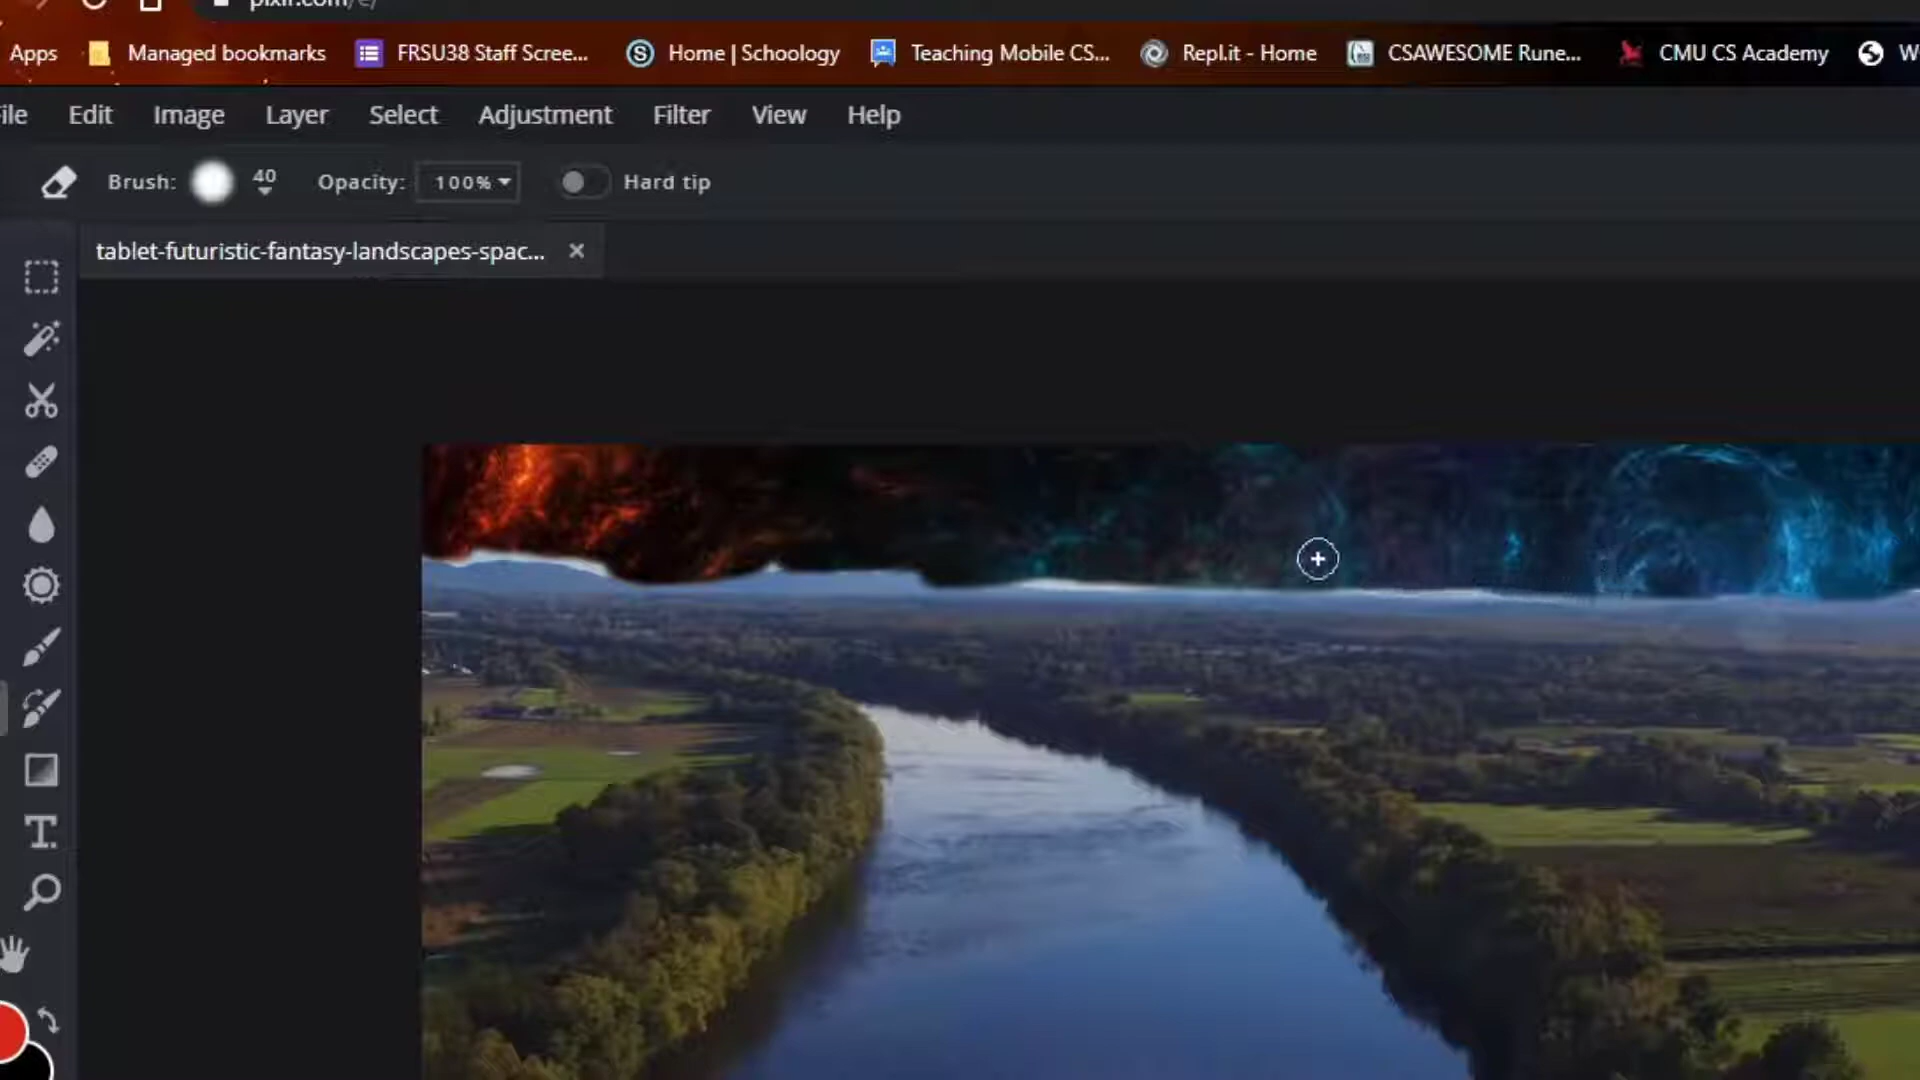 pixlr.com/e/
Apps Managed bookmarks FRSU38 Staff Scree... Home | Schoology Teaching Mobile CS... Repl.it - Home CSAWESOME Rune... CMU CS Academy W
ile Edit Image Layer Select Adjustment Filter View Help
Brush: 40 Opacity: 100% Hard tip
tablet-futuristic-fantasy-landscapes-spac...